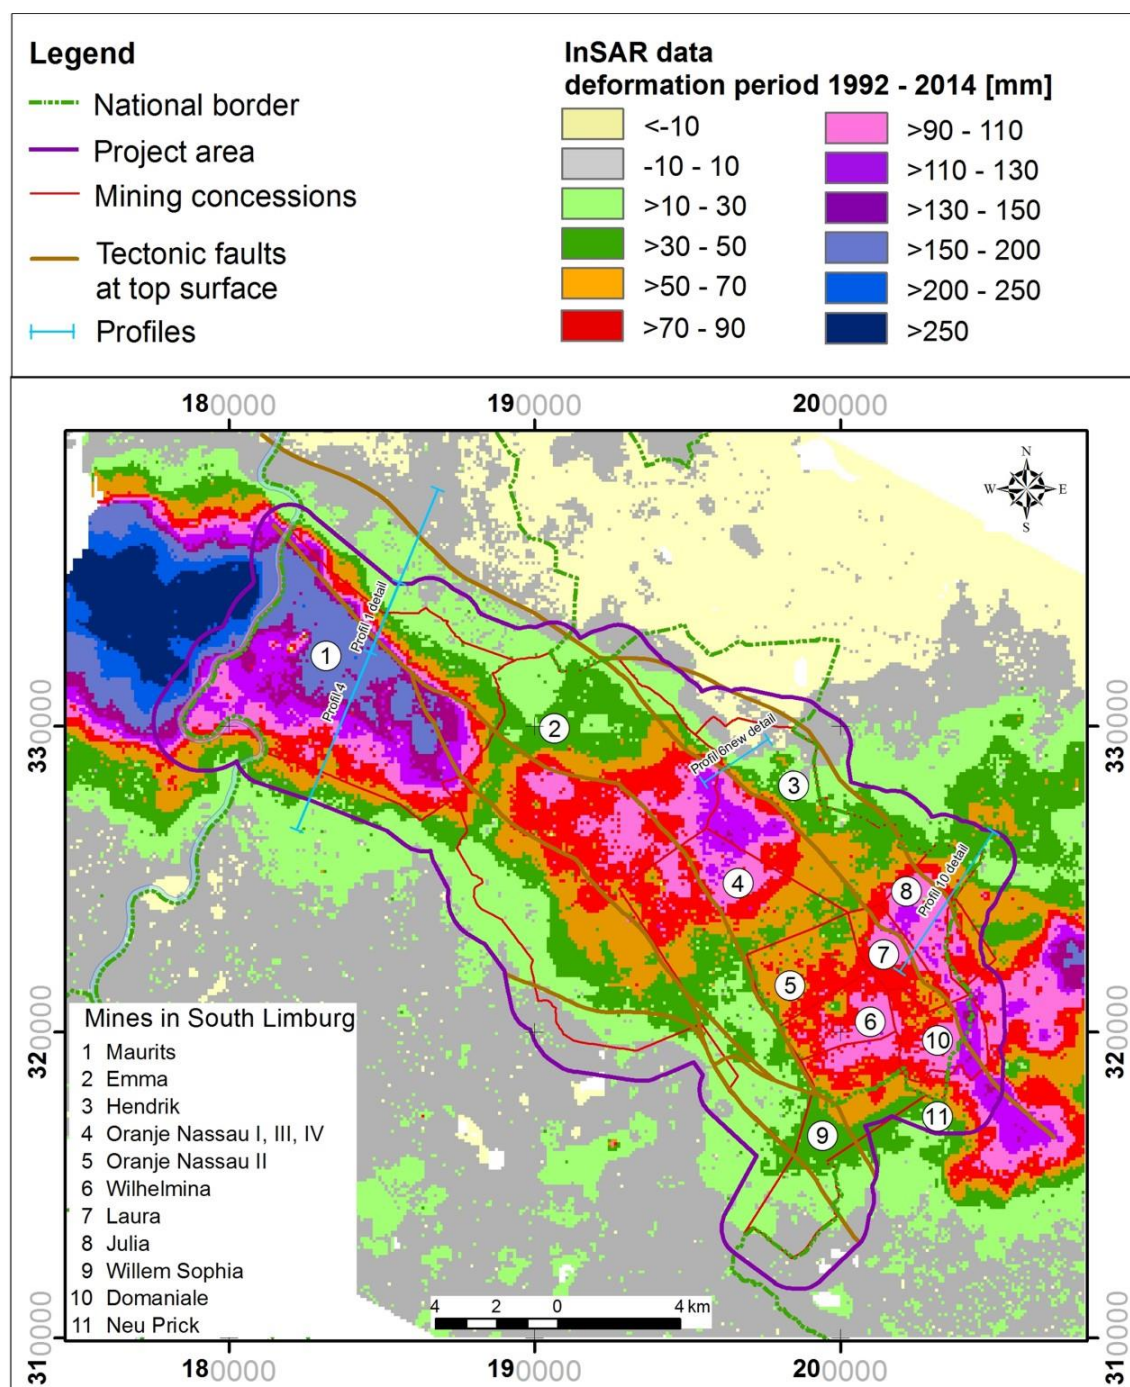 Legend
National border
Project area
Mining concessions
Tectonic faults
at top surface
Profiles
InSAR data
deformation period 1992 - 2014 [mm]
<-10
-10 - 10
>10 - 30
>30 - 50
>50 - 70
>70 - 90
>90 - 110
>110 - 130
>130 - 150
>150 - 200
>200 - 250
>250
180000
190000
200000
N
W
E
S
330000
330000
320000
320000
310000
310000
Profil 1 detail
Profil 4
Profil 6new detail
Profil 10 detail
1
2
3
4
5
6
7
8
9
10
11
Mines in South Limburg
1 Maurits
2 Emma
3 Hendrik
4 Oranje Nassau I, III, IV
5 Oranje Nassau II
6 Wilhelmina
7 Laura
8 Julia
9 Willem Sophia
10 Domaniale
11 Neu Prick
4 2 0 4 km
180000
190000
200000